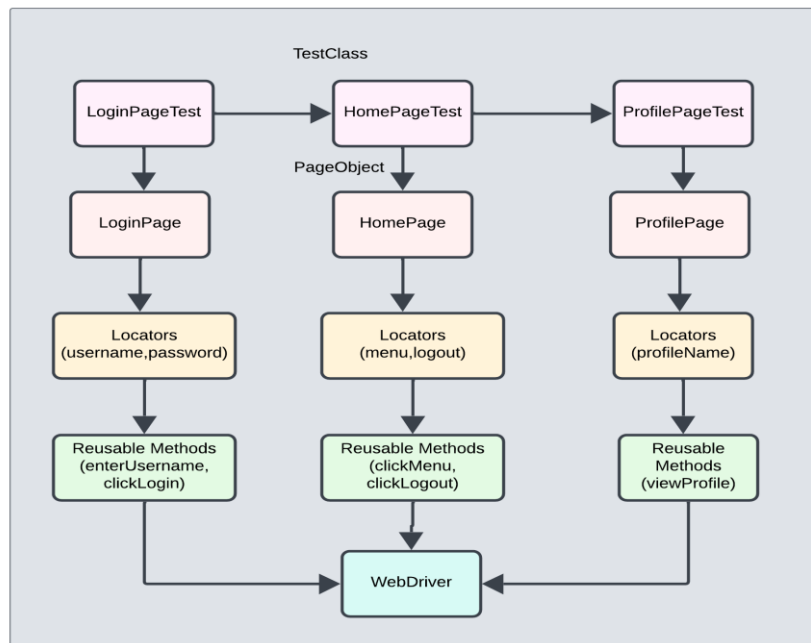 TestClass
LoginPageTest
HomePageTest
ProfilePageTest
PageObject
LoginPage
HomePage
ProfilePage
Locators
(username,password)
Locators
(menu,logout)
Locators
(profileName)
Reusable Methods
(enterUsername,
clickLogin)
Reusable Methods
(clickMenu,
clickLogout)
Reusable
Methods
(viewProfile)
WebDriver